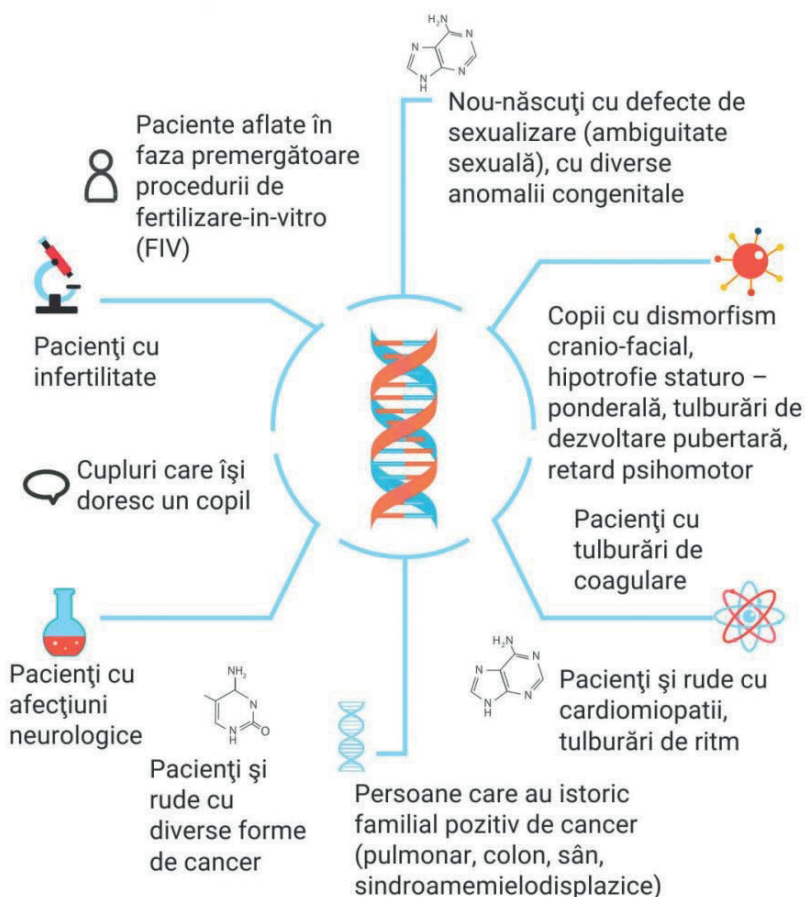 NH₂
N
N
N
N
H
Nou-născuţi cu defecte de
sexualizare (ambiguitate
sexuală), cu diverse
anomalii congenitale
Paciente aflate în
faza premergătoare
procedurii de
fertilizare-in-vitro
(FIV)
Pacienţi cu
infertilitate
Copii cu dismorfism
cranio-facial,
hipotrofie staturo –
ponderală, tulburări de
dezvoltare pubertară,
retard psihomotor
Cupluri care îşi
doresc un copil
Pacienţi cu
tulburări de
coagulare
Pacienţi cu
afecţiuni
neurologice
NH₂
N
N
H
O
NH₂
N
N
N
N
H
Pacienţi şi rude cu
cardiomiopatii,
tulburări de ritm
Pacienţi şi
rude cu
diverse forme
de cancer
Persoane care au istoric
familial pozitiv de cancer
(pulmonar, colon, sân,
sindroamemielodisplazice)